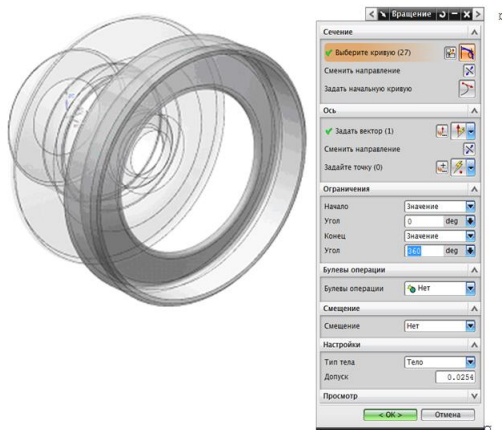 Вращение
Сечение
Выберите кривую (27)
Сменить направление
Задать начальную кривую
Ось
Задать вектор (1)
Сменить направление
Задайте точку (0)
Ограничения
Начало Значение
Угол 0 deg
Конец Значение
Угол 360 deg
Булевы операции
Булевы операции Нет
Смещение
Смещение Нет
Настройки
Тип тела Тело
Допуск 0.0254
Просмотр
< ОК > Отмена